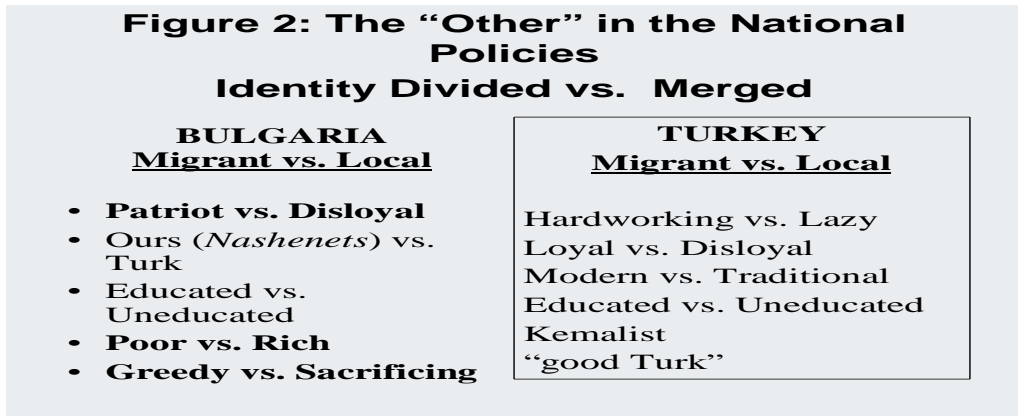 Figure 2: The “Other” in the National
Policies
Identity Divided vs. Merged
BULGARIA
Migrant vs. Local
• Patriot vs. Disloyal
• Ours (Nashenets) vs.
Turk
• Educated vs.
Uneducated
• Poor vs. Rich
• Greedy vs. Sacrificing
TURKEY
Migrant vs. Local
Hardworking vs. Lazy
Loyal vs. Disloyal
Modern vs. Traditional
Educated vs. Uneducated
Kemalist
“good Turk”